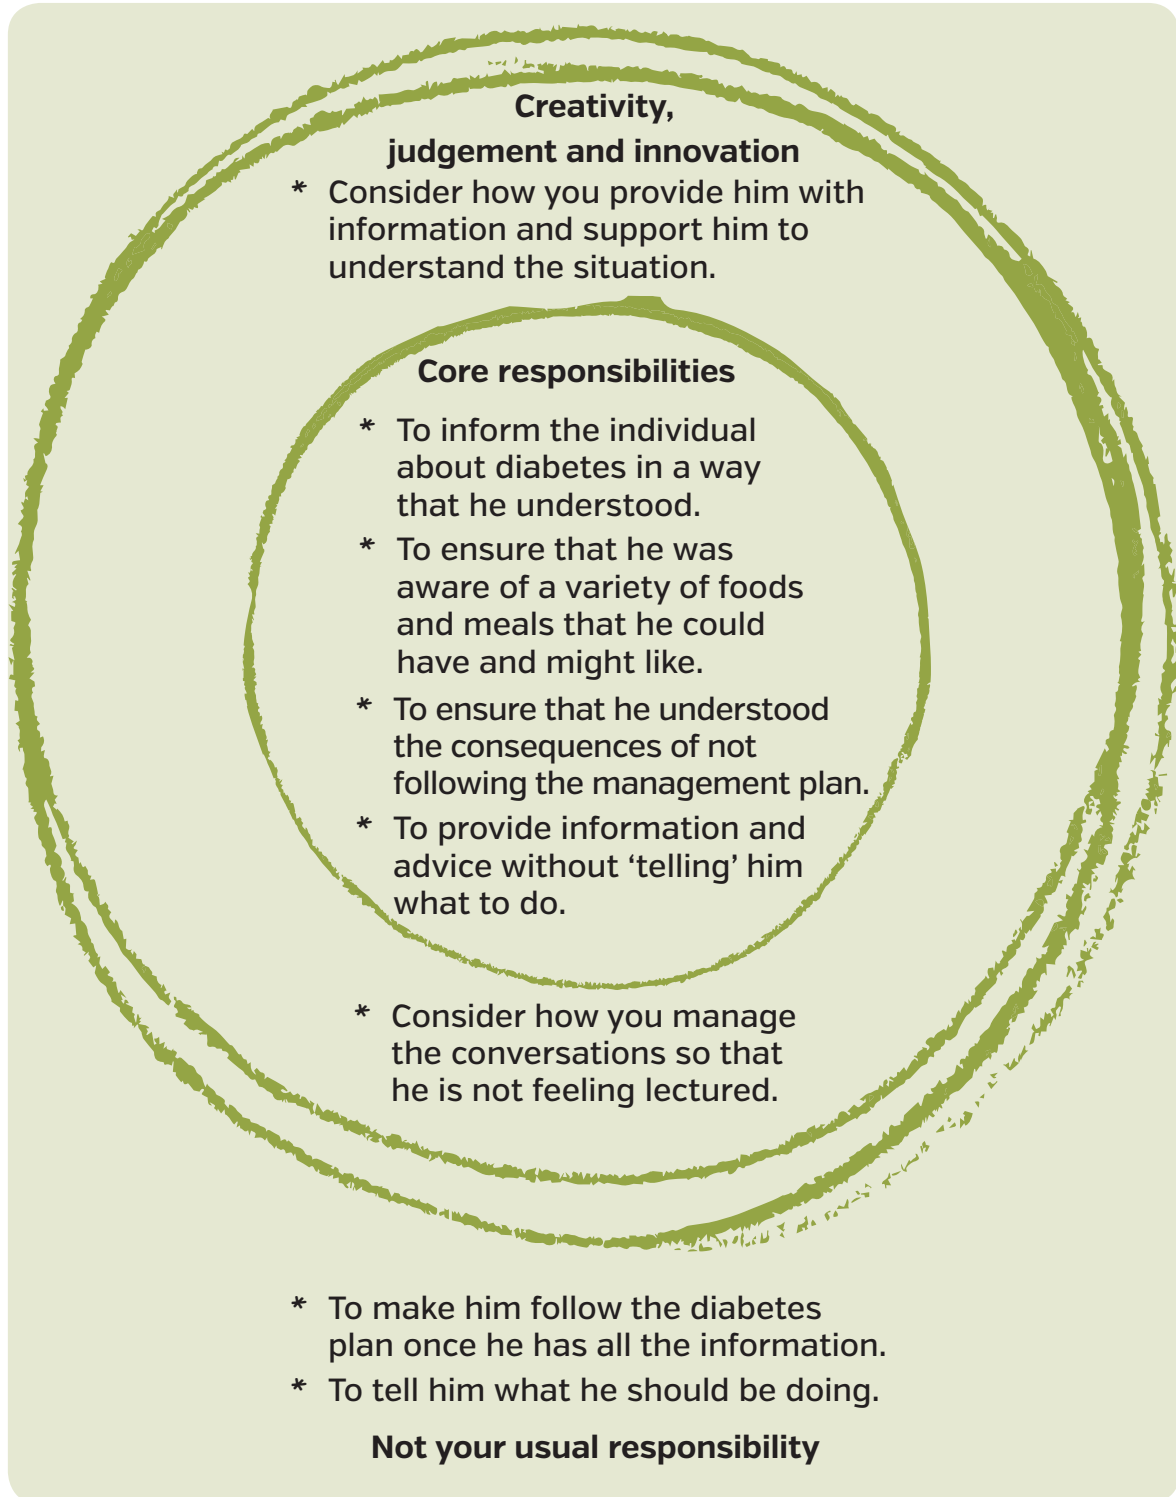 Creativity,
judgement and innovation
* Consider how you provide him with
information and support him to
understand the situation.
Core responsibilities
* To inform the individual
about diabetes in a way
that he understood.
* To ensure that he was
aware of a variety of foods
and meals that he could
have and might like.
* To ensure that he understood
the consequences of not
following the management plan.
* To provide information and
advice without ‘telling’ him
what to do.
* Consider how you manage
the conversations so that
he is not feeling lectured.
* To make him follow the diabetes
plan once he has all the information.
* To tell him what he should be doing.
Not your usual responsibility